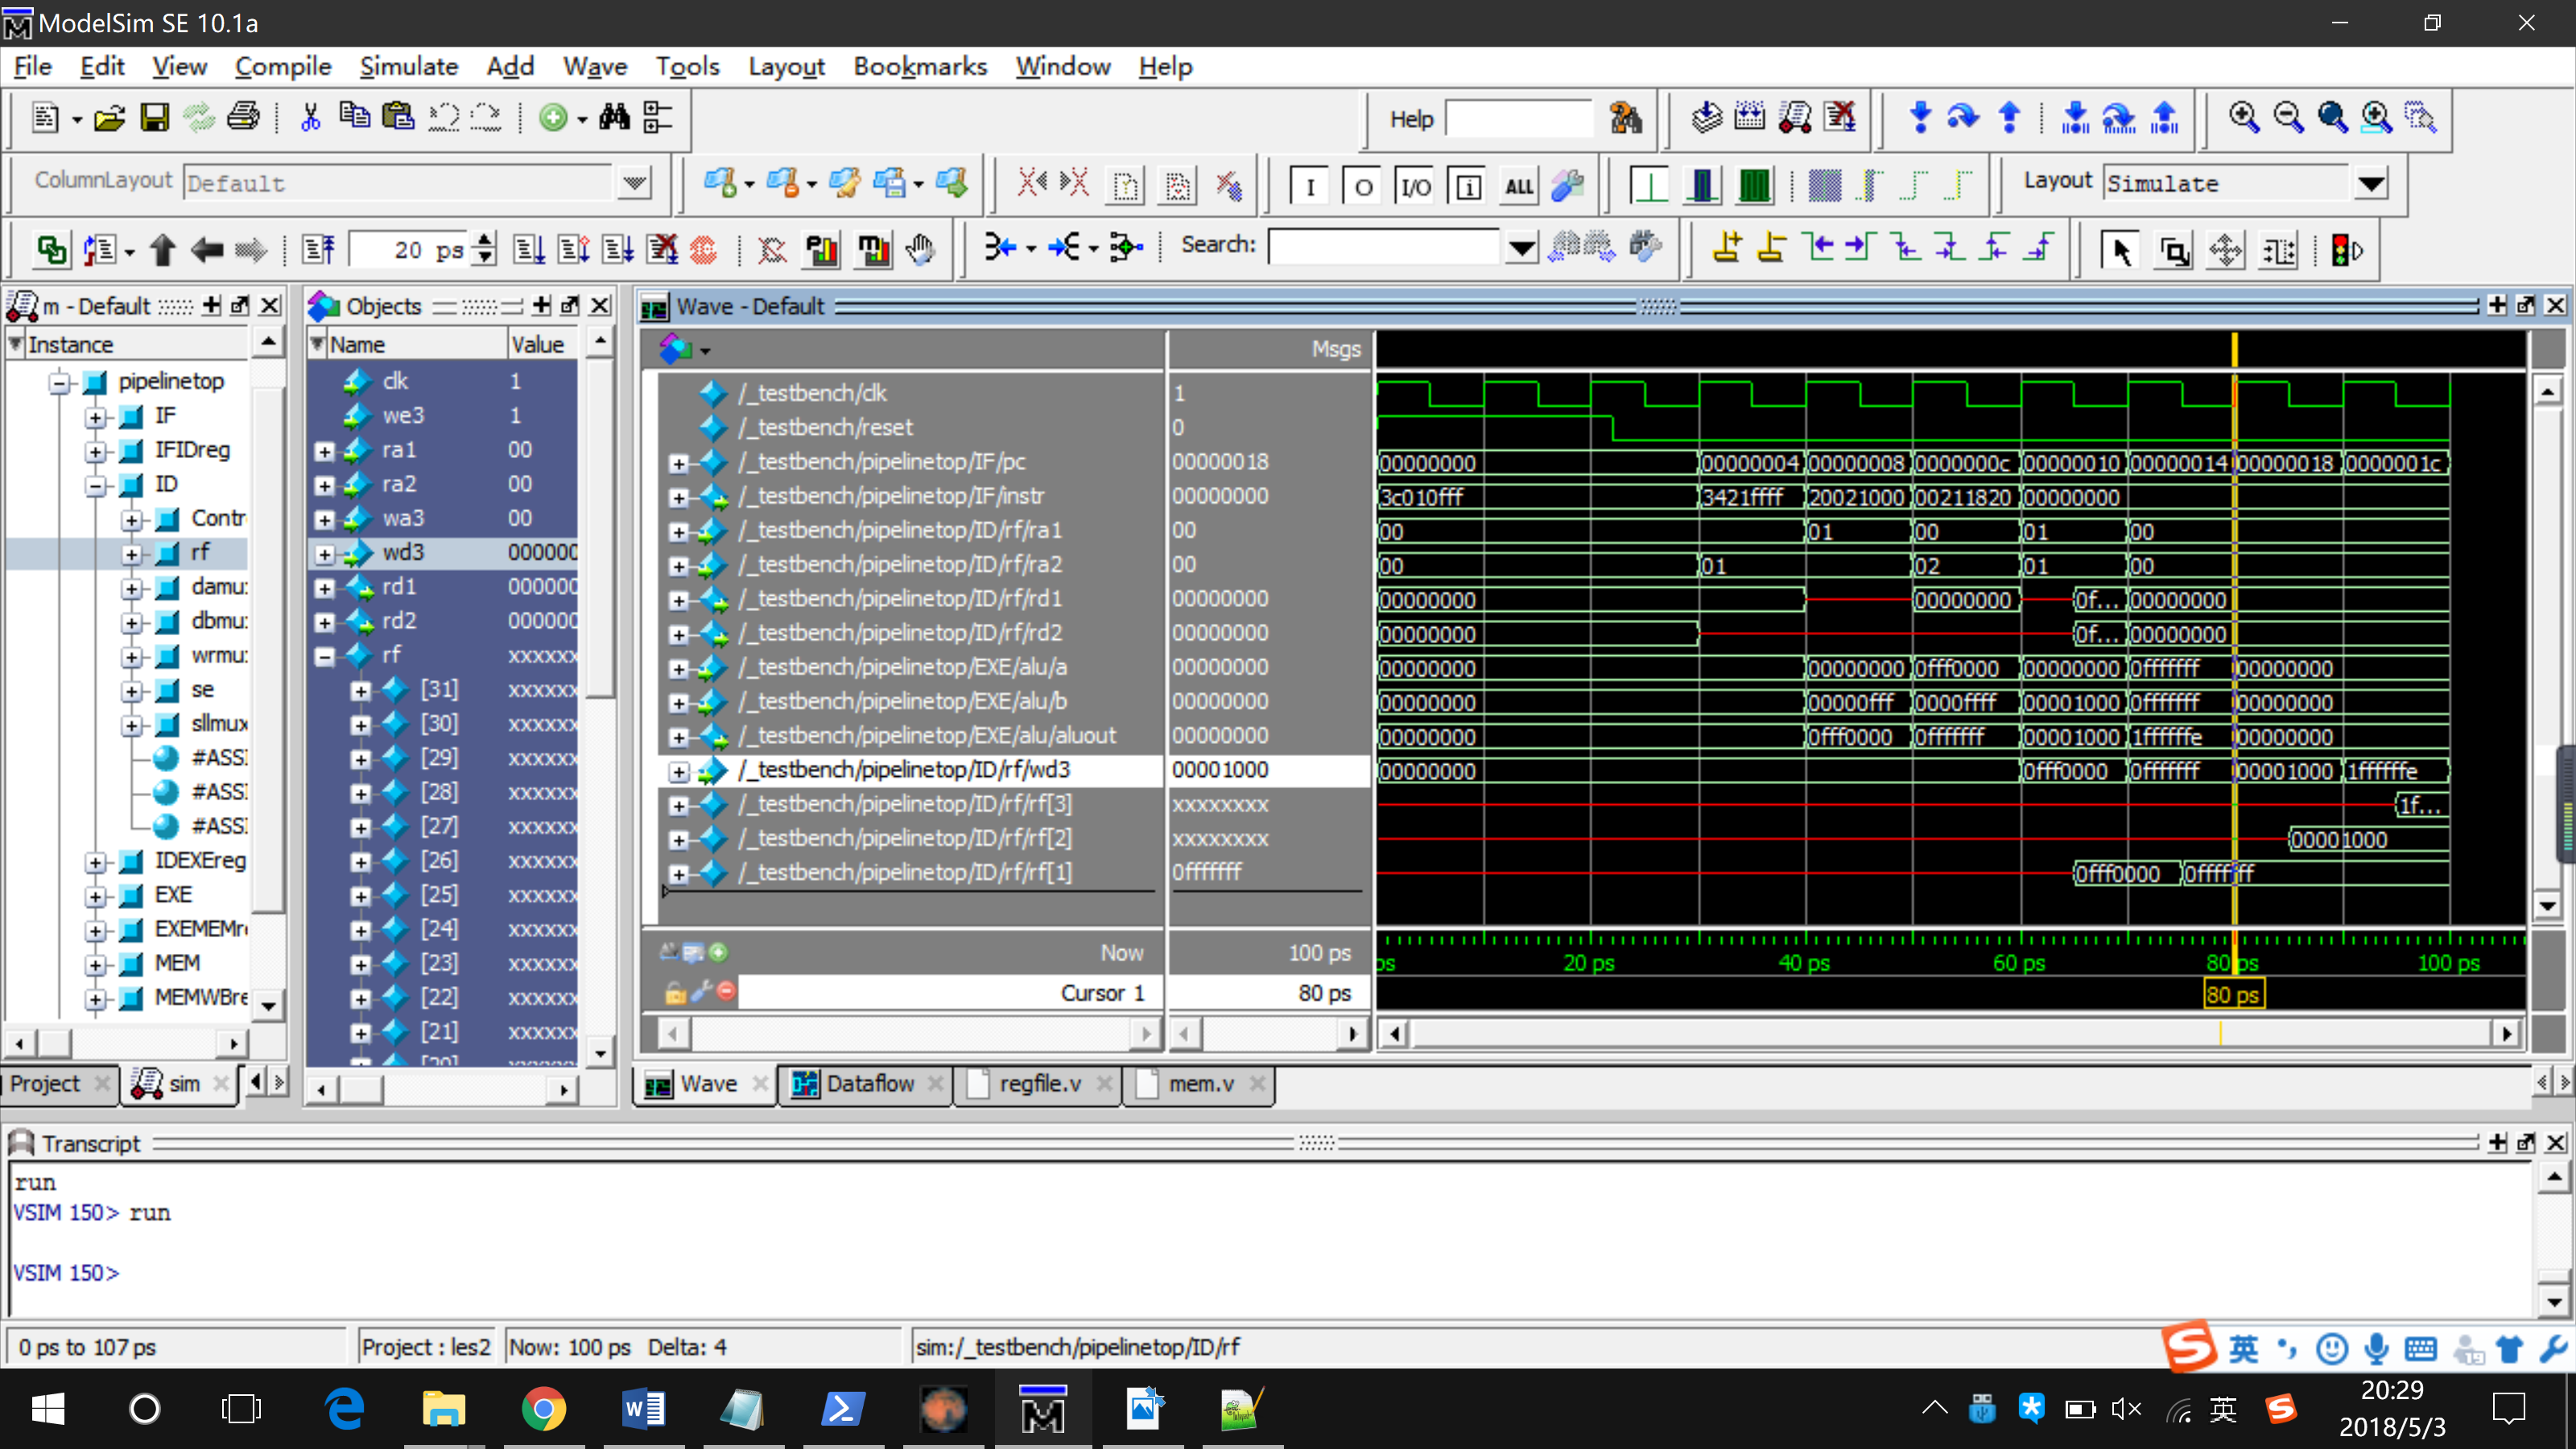 ModelSim SE 10.1a
File Edit View Compile Simulate Add Wave Tools Layout Bookmarks Window Help
Help
ColumnLayout Default
I O I/O i ALL
Layout Simulate
20 ps
Search:
m - Default
Instance
pipelinetop
IF
IFIDreg
ID
Contr
rf
damu
dbmu
wrmu
se
sllmux
#ASSI
#ASSI
#ASSI
IDEXEreg
EXE
EXEMEMr
MEM
MEMWBre
Project sim
Objects
Name Value
clk 1
we3 1
ra1 00
ra2 00
wa3 00
wd3 000000
rd1 000000
rd2 000000
rf xxxxxx
[31] xxxxxx
[30] xxxxxx
[29] xxxxxx
[28] xxxxxx
[27] xxxxxx
[26] xxxxxx
[25] xxxxxx
[24] xxxxxx
[23] xxxxxx
[22] xxxxxx
[21] xxxxxx
Wave - Default
Msgs
/_testbench/clk 1
/_testbench/reset 0
/_testbench/pipelinetop/IF/pc 00000018 00000000 00000004 00000008 0000000c 00000010 00000014 00000018 0000001c
/_testbench/pipelinetop/IF/instr 00000000 3c010fff 3421ffff 20021000 00211820 00000000
/_testbench/pipelinetop/ID/rf/ra1 00 00 01 00 01 00
/_testbench/pipelinetop/ID/rf/ra2 00 00 01 02 01 00
/_testbench/pipelinetop/ID/rf/rd1 00000000 00000000 00000000 0f... 00000000
/_testbench/pipelinetop/ID/rf/rd2 00000000 00000000 0f... 00000000
/_testbench/pipelinetop/EXE/alu/a 00000000 00000000 00000000 0fff0000 00000000 0fffffff 00000000
/_testbench/pipelinetop/EXE/alu/b 00000000 00000000 00000fff 0000ffff 00001000 0fffffff 00000000
/_testbench/pipelinetop/EXE/alu/aluout 00000000 00000000 0fff0000 0fffffff 00001000 1ffffffe 00000000
/_testbench/pipelinetop/ID/rf/wd3 00001000 00000000 0fff0000 0fffffff 00001000 1ffffffe
/_testbench/pipelinetop/ID/rf/rf[3] xxxxxxxx 1f...
/_testbench/pipelinetop/ID/rf/rf[2] xxxxxxxx 00001000
/_testbench/pipelinetop/ID/rf/rf[1] 0fffffff 0fff0000 0fffffff
Now 100 ps ps 20 ps 40 ps 60 ps 80 ps 100 ps
Cursor 1 80 ps 80 ps
Wave Dataflow regfile.v mem.v
Transcript
run
VSIM 150> run
VSIM 150>
0 ps to 107 ps Project : les2 Now: 100 ps Delta: 4 sim:/_testbench/pipelinetop/ID/rf
英
英
20:29
2018/5/3